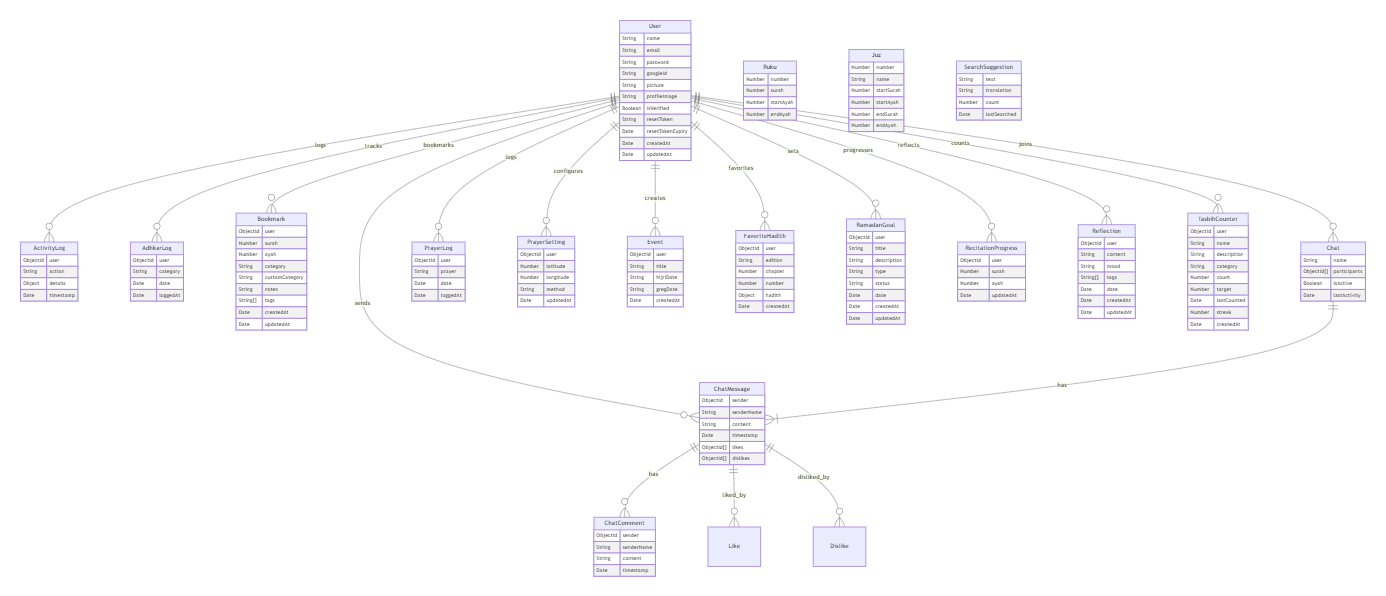 User
String name
String email
String password
String googleId
String picture
String profileImage
Boolean isVerified
String resetToken
Date resetTokenExpiry
Date createdAt
Date updatedAt
Ruku
Number number
Number surah
Number startAyah
Number endAyah
Juz
Number number
String name
Number startSurah
Number startAyah
Number endSurah
Number endAyah
SearchSuggestion
String text
String translation
Number count
Date lastSearched
logs
tracks
bookmarks
logs
configures
creates
favorites
sets
progresses
reflects
counts
joins
ActivityLog
ObjectId user
String action
Object details
Date timestamp
AdhkarLog
ObjectId user
String category
Date date
Date loggedAt
Bookmark
ObjectId user
Number surah
Number ayah
String category
String customCategory
String notes
String[] tags
Date createdAt
Date updatedAt
PrayerLog
ObjectId user
String prayer
Date date
Date loggedAt
PrayerSetting
ObjectId user
Number latitude
Number longitude
String method
Date updatedAt
Event
ObjectId user
String title
String hijriDate
String gregDate
Date createdAt
FavoriteHadith
ObjectId user
String edition
Number chapter
Number number
Object hadith
Date createdAt
RamadanGoal
ObjectId user
String title
String description
String type
String status
Date date
Date createdAt
Date updatedAt
RecitationProgress
ObjectId user
Number surah
Number ayah
Date updatedAt
Reflection
ObjectId user
String content
String mood
String[] tags
Date date
Date createdAt
Date updatedAt
TasbihCounter
ObjectId user
String name
String description
String category
Number count
Number target
Date lastCounted
Number streak
Date createdAt
Chat
String name
ObjectId[] participants
Boolean isActive
Date lastActivity
sends
has
ChatMessage
ObjectId sender
String senderName
String content
Date timestamp
ObjectId[] likes
ObjectId[] dislikes
has
liked_by
disliked_by
ChatComment
ObjectId sender
String senderName
String content
Date timestamp
Like
Dislike